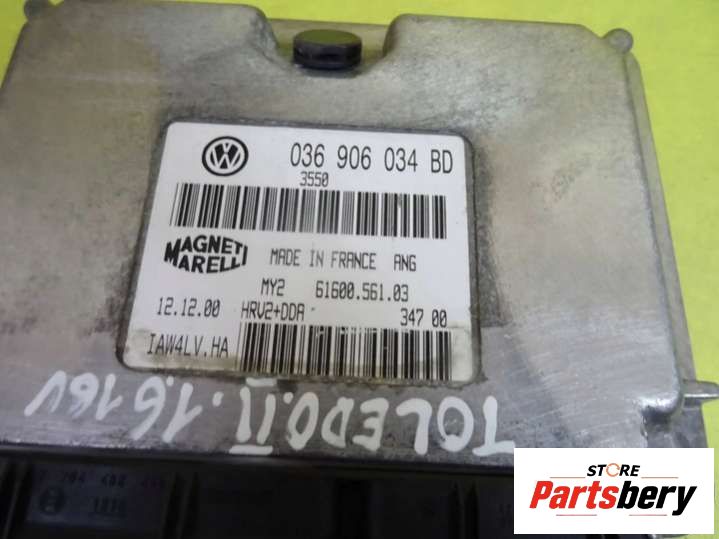 036 906 034 BD
3550
MAGNETI
MARELLI
MADE IN FRANCE ANG
MY2 61600.561.03
12.12.00 HRV2+DDA 347 00
IAW4LV.HA
TOLEDO.II.1.6 16V
STORE
Partsbery